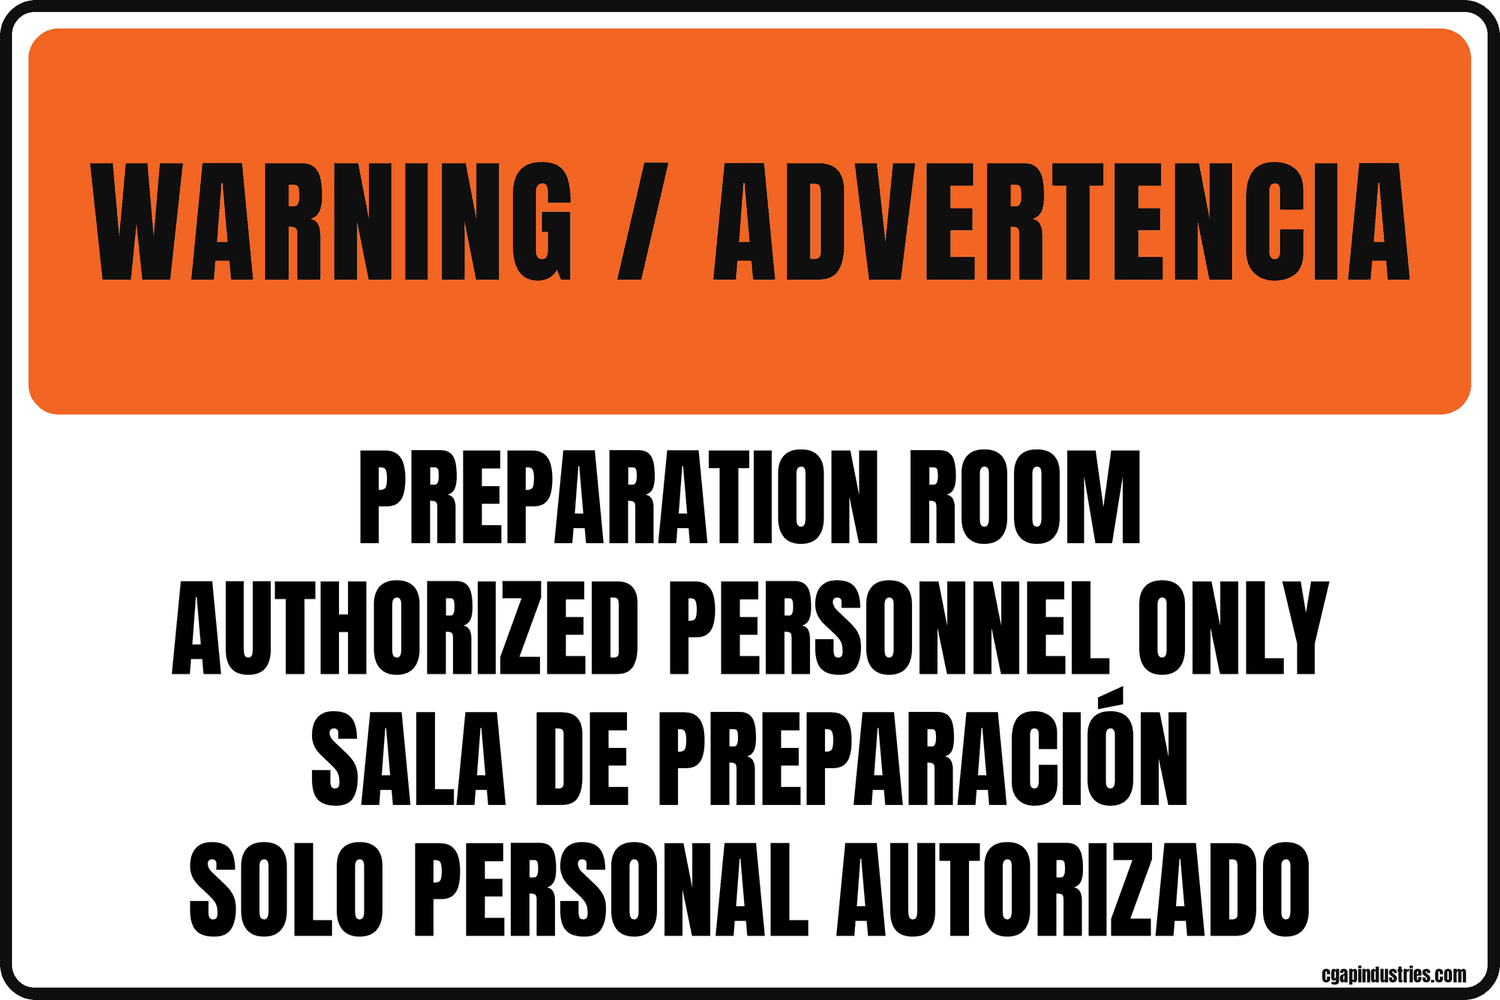 WARNING / ADVERTENCIA
PREPARATION ROOM
AUTHORIZED PERSONNEL ONLY
SALA DE PREPARACIÓN
SOLO PERSONAL AUTORIZADO
cgapindustries.com